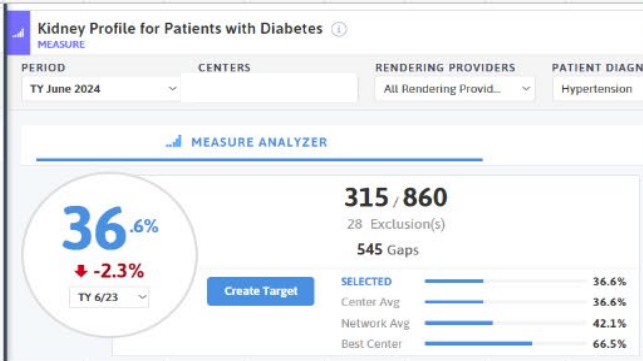 Kidney Profile for Patients with Diabetes
MEASURE
PERIOD CENTERS RENDERING PROVIDERS PATIENT DIAGN
TY June 2024 All Rendering Provid... Hypertension
MEASURE ANALYZER
36.6%
-2.3%
TY 6/23
315 / 860
28 Exclusion(s)
545 Gaps
Create Target
SELECTED 36.6%
Center Avg 36.6%
Network Avg 42.1%
Best Center 66.5%